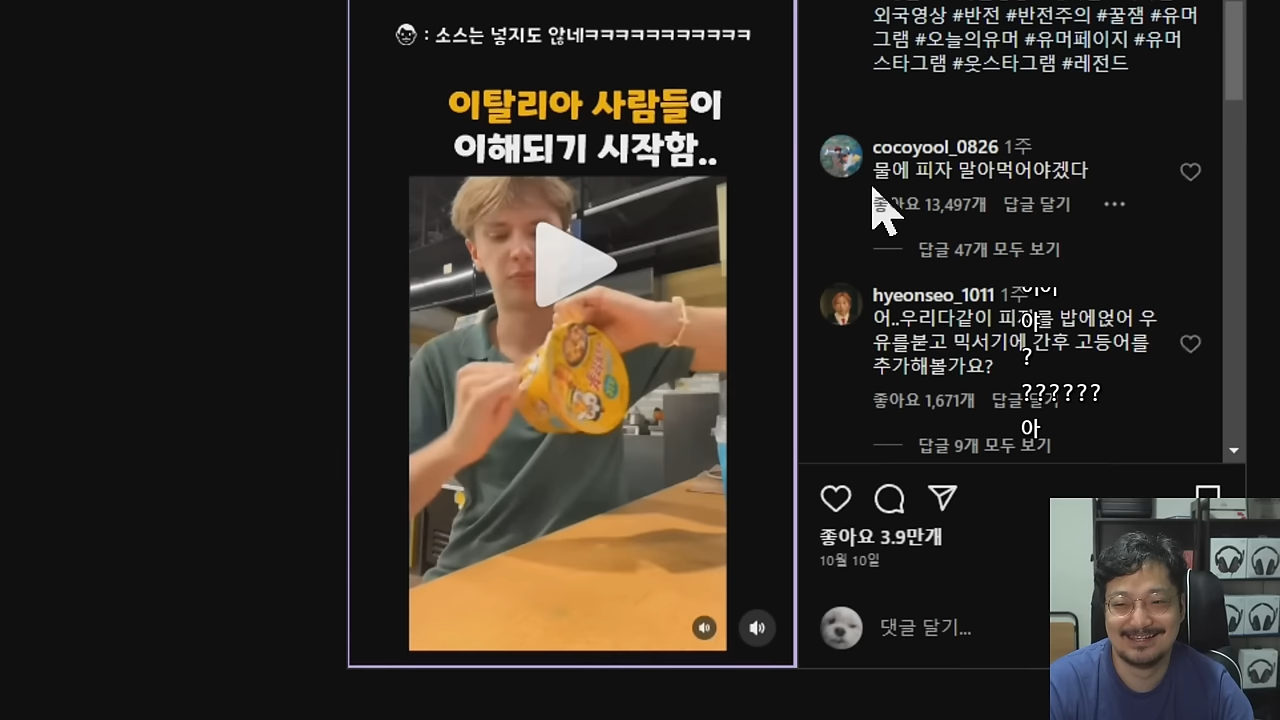 : 소스는 넣지도 않네ㅋㅋㅋㅋㅋㅋㅋㅋㅋㅋㅋ
이탈리아 사람들이
이해되기 시작함..
외국영상 #반전 #반전주의 #꿀잼 #유머
그램 #오늘의유머 #유머페이지 #유머
스타그램 #웃스타그램 #레전드
cocoyool_0826 1주
물에 피자 말아먹어야겠다
좋아요 13,497개 답글 달기 •••
답글 47개 모두 보기
hyeonseo_1011 1주
어..우리다같이 피자를 밥에얹어 우
유를붇고 믹서기에 간후 고등어를
추가해볼가요?
좋아요 1,671개 답글 달기
답글 9개 모두 보기
야
?
??????
아
좋아요 3.9만개
10월 10일
댓글 달기...